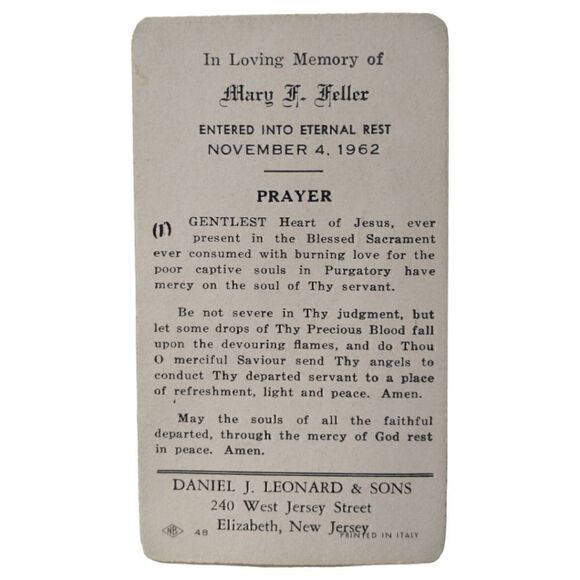 In Loving Memory of
Mary F. Feller
ENTERED INTO ETERNAL REST
NOVEMBER 4, 1962
PRAYER
(1) GENTLEST Heart of Jesus, ever
present in the Blessed Sacrament
ever consumed with burning love for the
poor captive souls in Purgatory have
mercy on the soul of Thy servant.
Be not severe in Thy judgment, but
let some drops of Thy Precious Blood fall
upon the devouring flames, and do Thou
O merciful Saviour send Thy angels to
conduct Thy departed servant to a place
of refreshment, light and peace. Amen.
May the souls of all the faithful
departed, through the mercy of God rest
in peace. Amen.
DANIEL J. LEONARD & SONS
240 West Jersey Street
Elizabeth, New Jersey
NB 48 PRINTED IN ITALY